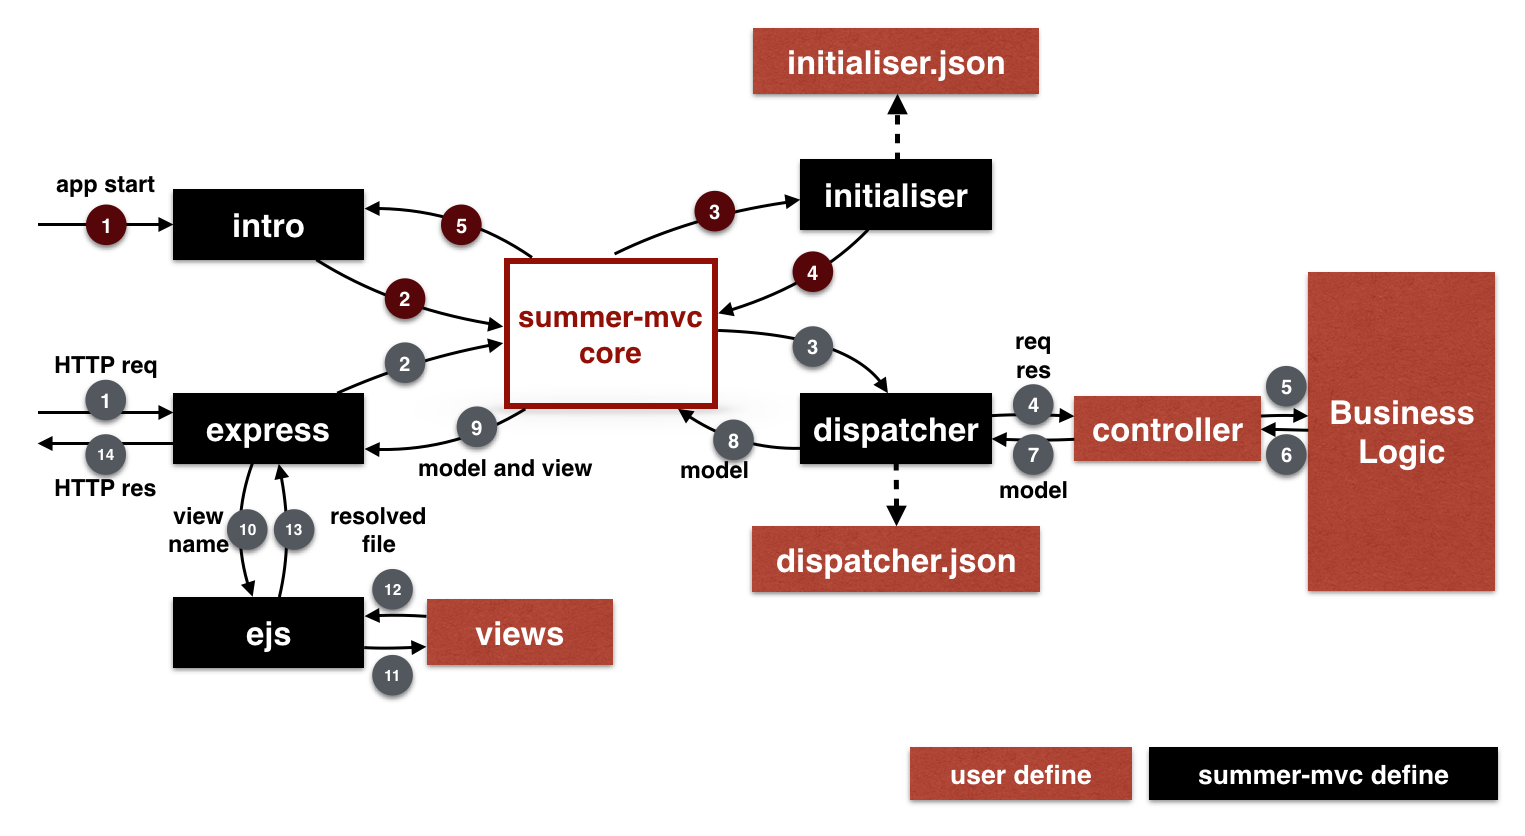 initialiser.json
app start
1
intro
5
3
initialiser
2
4
summer-mvc
core
HTTP req
1
2
3
req
res
4
5
express
9
8
dispatcher
controller
Business
Logic
14
HTTP res
model and view
model
7
model
6
view
name
10
13
resolved
file
dispatcher.json
12
ejs
views
11
user define
summer-mvc define